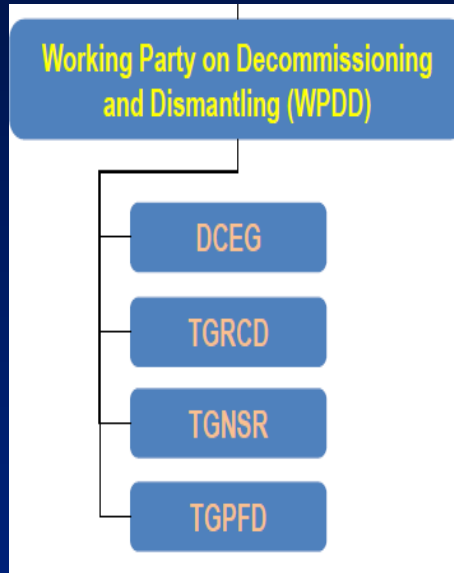 Working Party on Decommissioning
and Dismantling (WPDD)
DCEG
TGRCD
TGNSR
TGPFD